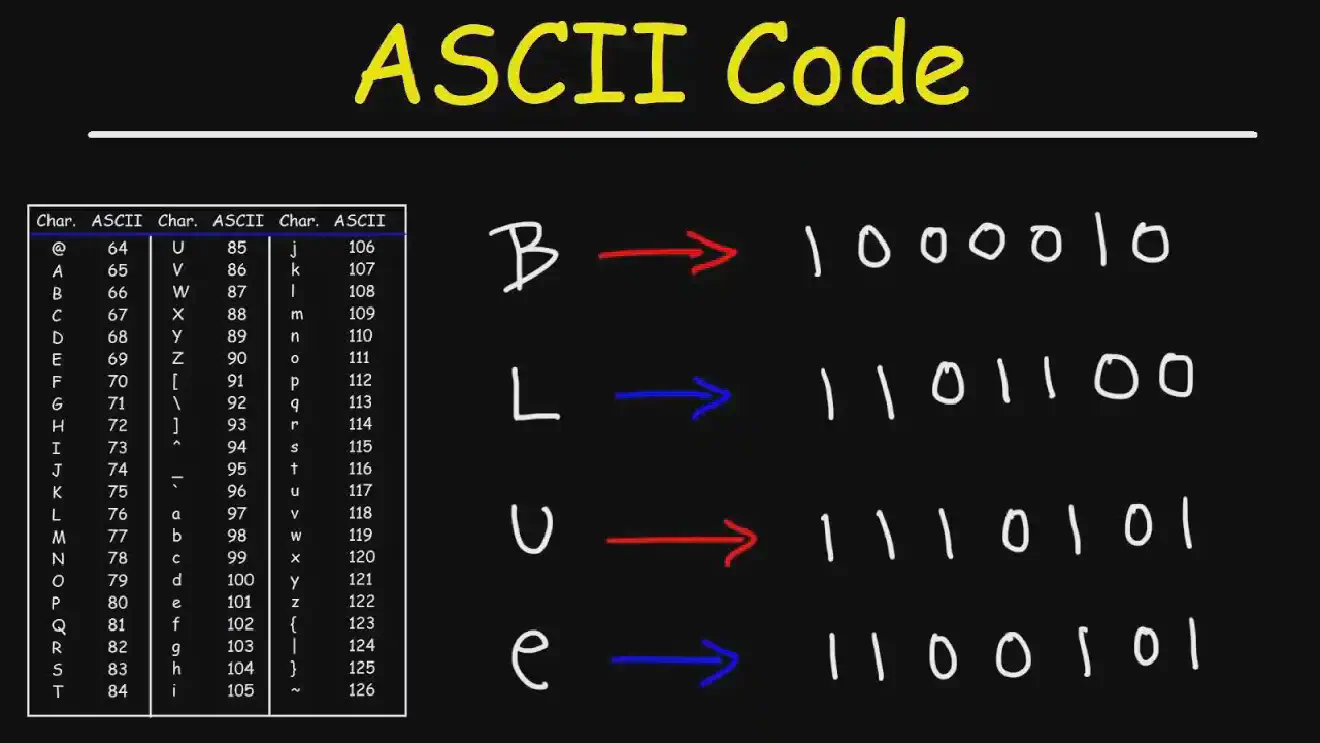 ASCII Code
Char. ASCII Char. ASCII Char. ASCII
@ 64 U 85 j 106
A 65 V 86 k 107
B 66 W 87 l 108
C 67 X 88 m 109
D 68 Y 89 n 110
E 69 Z 90 o 111
F 70 [ 91 p 112
G 71 \ 92 q 113
H 72 ] 93 r 114
I 73 ^ 94 s 115
J 74 _ 95 t 116
K 75 ` 96 u 117
L 76 a 97 v 118
M 77 b 98 w 119
N 78 c 99 x 120
O 79 d 100 y 121
P 80 e 101 z 122
Q 81 f 102 { 123
R 82 g 103 | 124
S 83 h 104 } 125
T 84 i 105 ~ 126
B → 1000010
L → 1101100
U → 1110101
e → 1100101